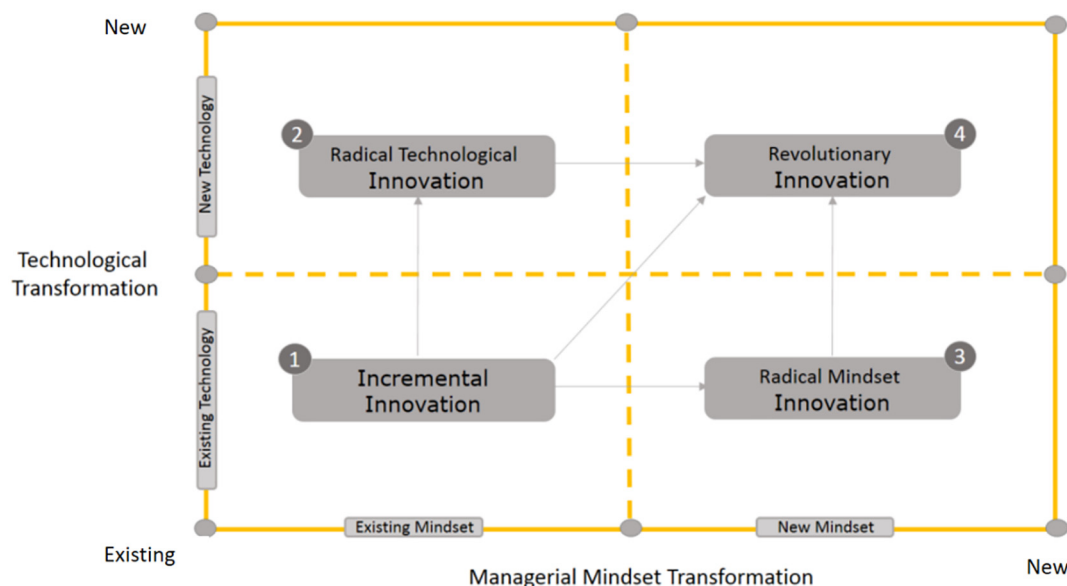 New
New Technology
2
Radical Technological
Innovation
4
Revolutionary
Innovation
Technological
Transformation
Existing Technology
1
Incremental
Innovation
3
Radical Mindset
Innovation
Existing Mindset
New Mindset
Existing
New
Managerial Mindset Transformation